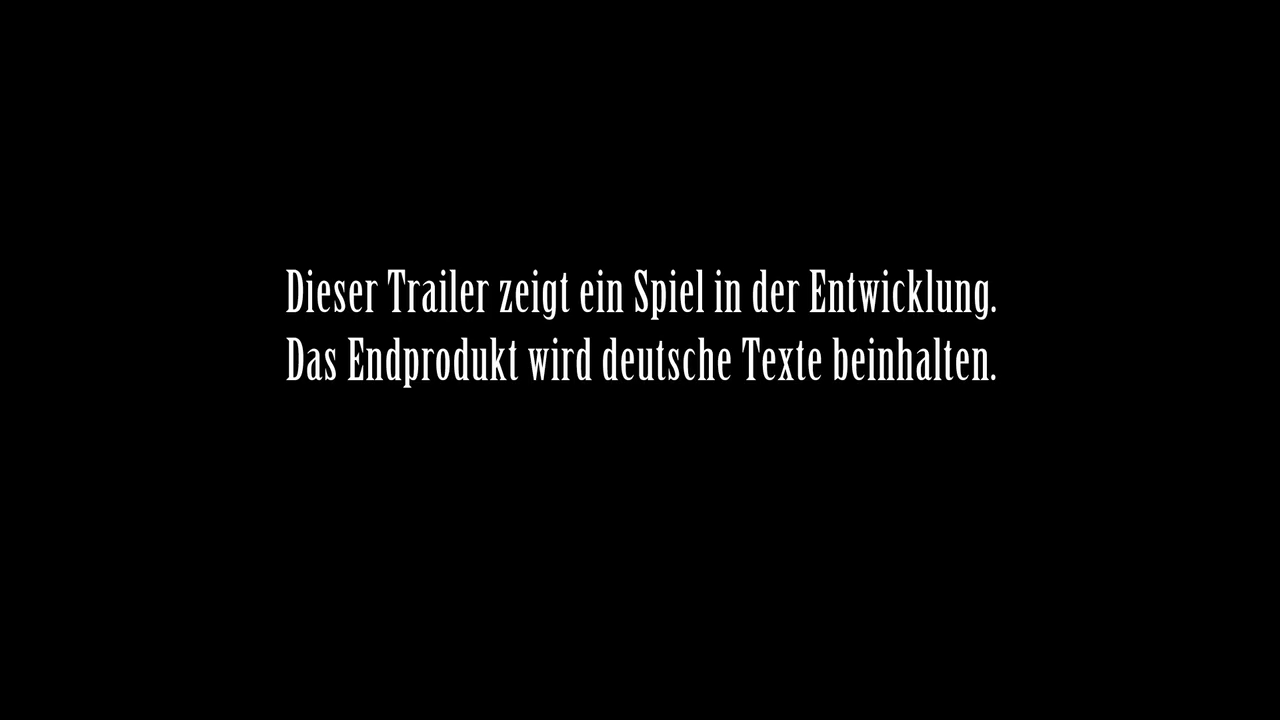 Dieser Trailer zeigt ein Spiel in der Entwicklung.
Das Endprodukt wird deutsche Texte beinhalten.